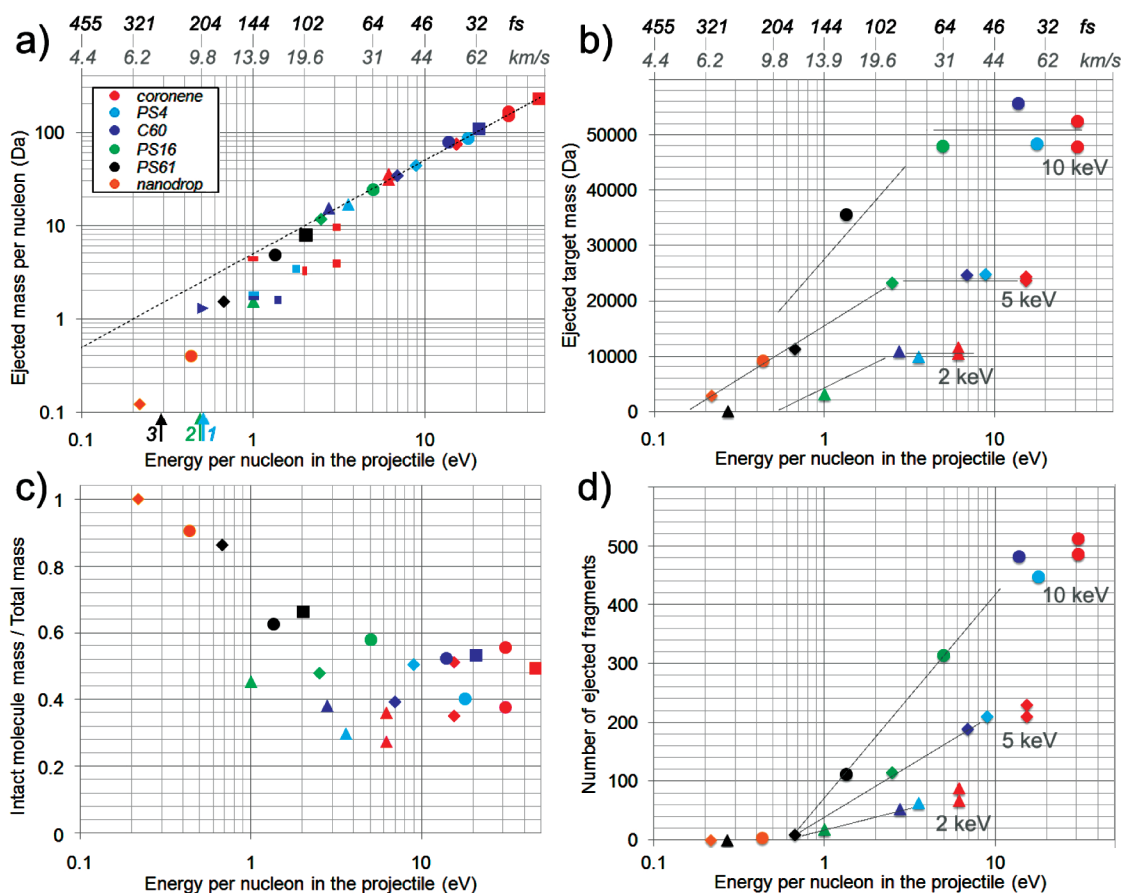 455 321 204 144 102 64 46 32 fs
4.4 6.2 9.8 13.9 19.6 31 44 62 km/s
a)
Ejected mass per nucleon (Da)
100
10
1
0.1
coronene
PS4
C60
PS16
PS61
nanodrop
3 2 1
0.1 1 10
Energy per nucleon in the projectile (eV)
455 321 204 144 102 64 46 32 fs
4.4 6.2 9.8 13.9 19.6 31 44 62 km/s
b)
Ejected target mass (Da)
50000
40000
30000
20000
10000
0
10 keV
5 keV
2 keV
0.1 1 10
Energy per nucleon in the projectile (eV)
c)
Intact molecule mass / Total mass
1
0.8
0.6
0.4
0.2
0
0.1 1 10
Energy per nucleon in the projectile (eV)
d)
Number of ejected fragments
500
400
300
200
100
0
10 keV
5 keV
2 keV
0.1 1 10
Energy per nucleon in the projectile (eV)